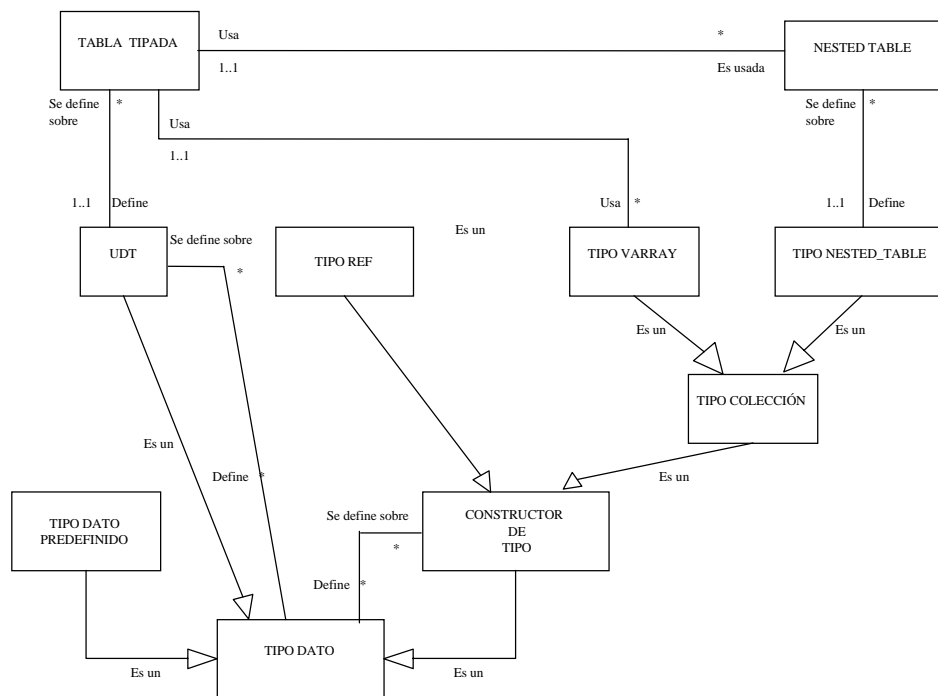 TABLA TIPADA
Usa
*
NESTED TABLE
1..1
Es usada
Se define
sobre
*
Usa
1..1
Se define
sobre
*
1..1
Define
Usa
*
1..1
Define
UDT
Se define sobre
*
TIPO REF
Es un
TIPO VARRAY
TIPO NESTED_TABLE
Es un
Es un
TIPO COLECCIÓN
Es un
Define
*
Es un
TIPO DATO
PREDEFINIDO
Se define sobre
*
CONSTRUCTOR
DE
TIPO
Define
*
TIPO DATO
Es un
Es un